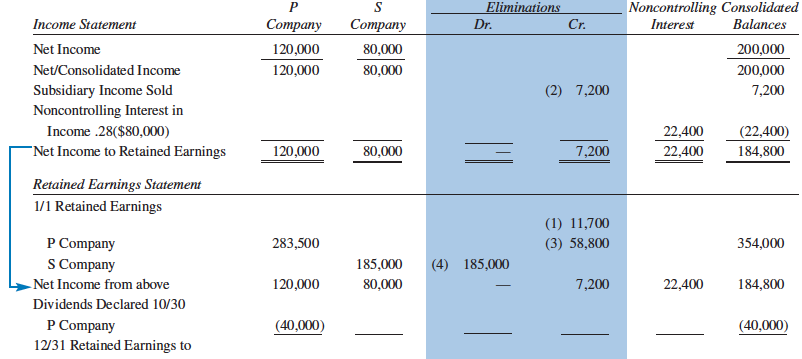 P S Eliminations Noncontrolling Consolidated
Income Statement Company Company Dr. Cr. Interest Balances
Net Income 120,000 80,000 200,000
Net/Consolidated Income 120,000 80,000 200,000
Subsidiary Income Sold (2) 7,200 7,200
Noncontrolling Interest in
Income .28($80,000) 22,400 (22,400)
Net Income to Retained Earnings 120,000 80,000 — 7,200 22,400 184,800
Retained Earnings Statement
1/1 Retained Earnings
(1) 11,700
P Company 283,500 (3) 58,800 354,000
S Company 185,000 (4) 185,000
Net Income from above 120,000 80,000 — 7,200 22,400 184,800
Dividends Declared 10/30
P Company (40,000) (40,000)
12/31 Retained Earnings to